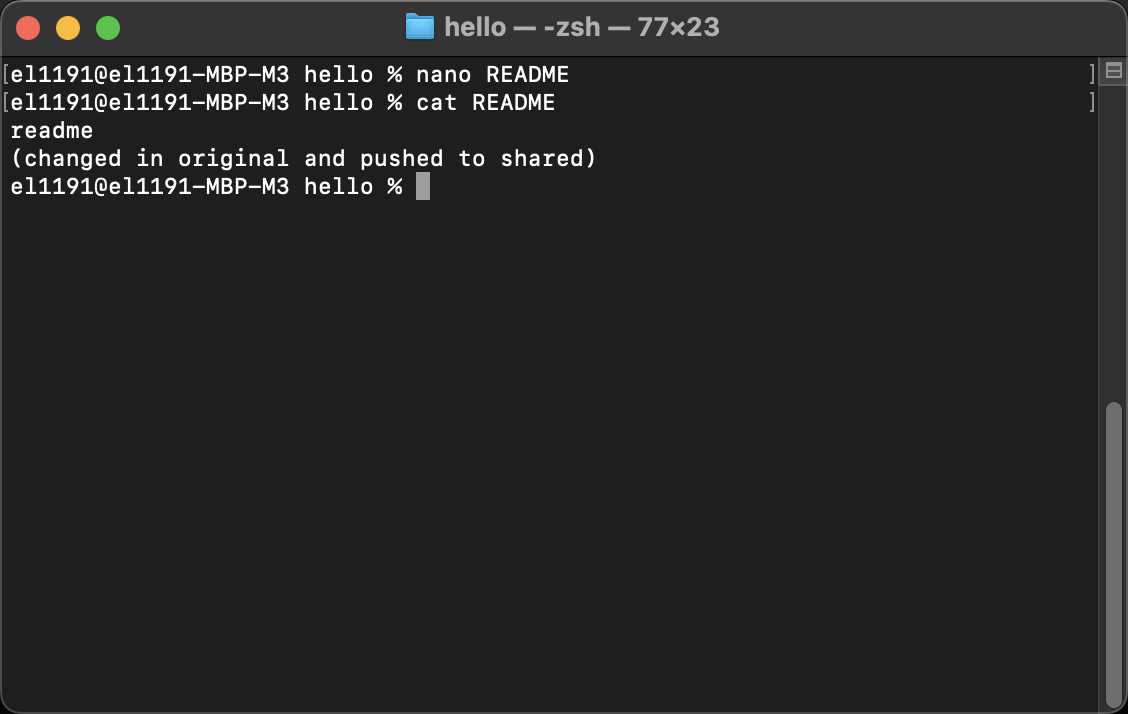 hello — -zsh — 77×23
[el1191@el1191-MBP-M3 hello % nano README ]
[el1191@el1191-MBP-M3 hello % cat README ]
readme
(changed in original and pushed to shared)
el1191@el1191-MBP-M3 hello %